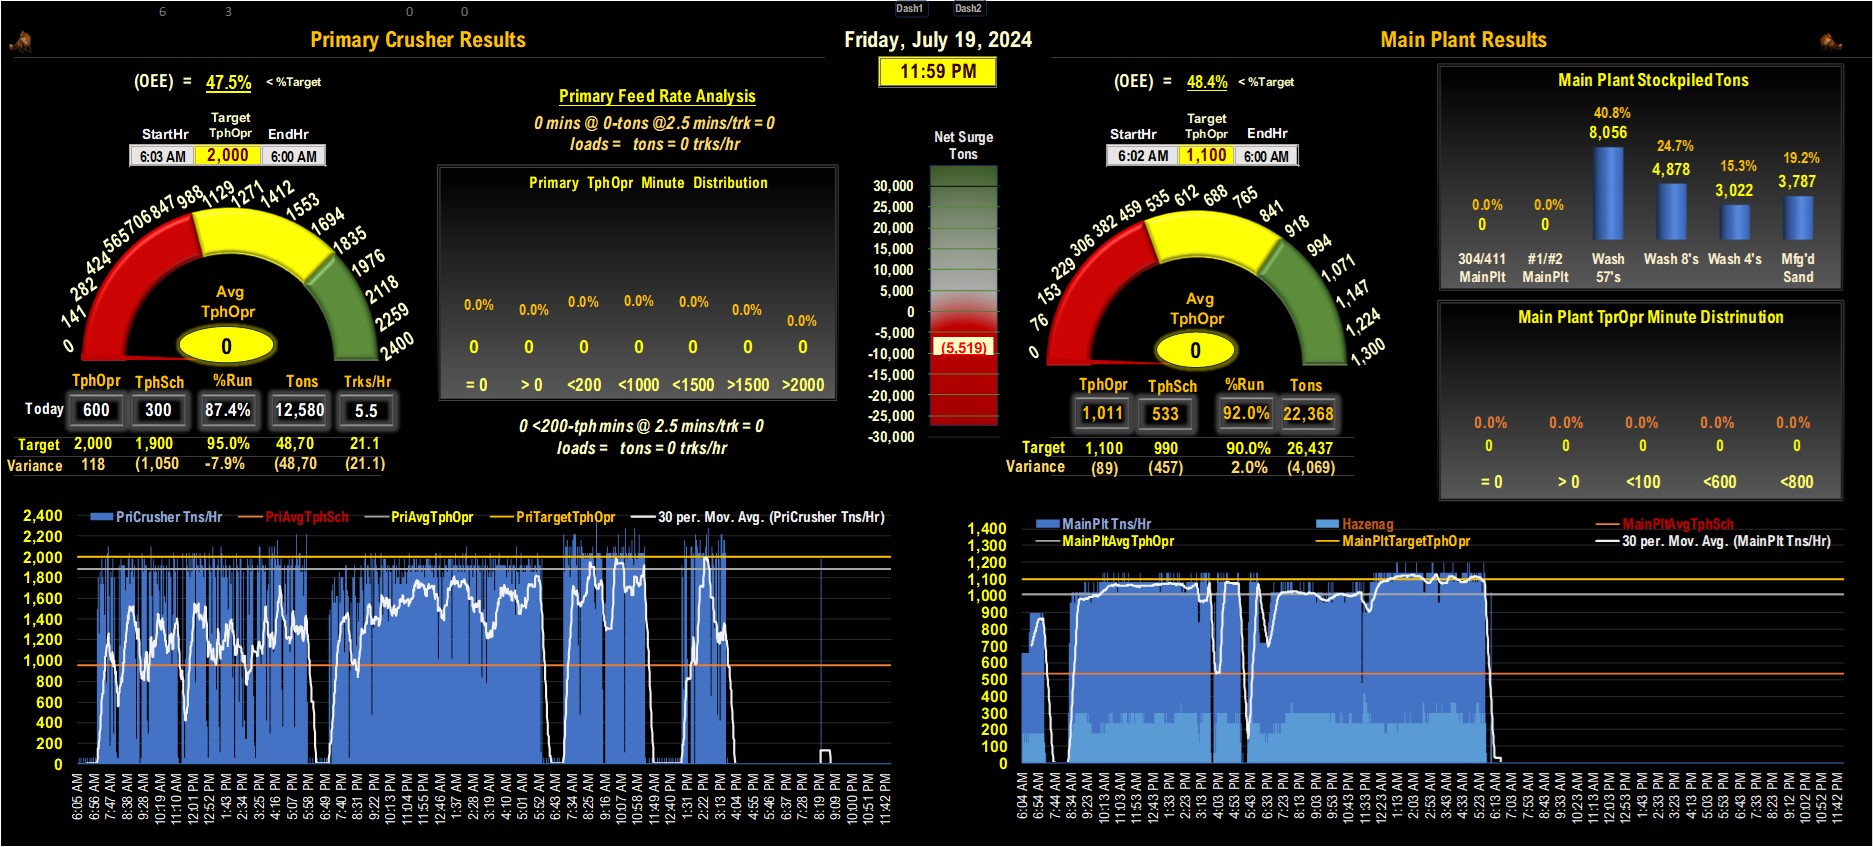 6 3 0 0 Dash1 Dash2
Primary Crusher Results
Friday, July 19, 2024
Main Plant Results
11:59 PM
(OEE) = 47.5% < %Target
StartHr Target TphOpr EndHr
6:03 AM 2,000 6:00 AM
0 141 282 424 565 706 847 988 1129 1271 1412 1553 1694 1835 1976 2118 2259 2400
Avg
TphOpr
0
TphOpr TphSch %Run Tons Trks/Hr
Today 600 300 87.4% 12,580 5.5
Target 2,000 1,900 95.0% 48,70 21.1
Variance 118 (1,050 -7.9% (48,70 (21.1)
Primary Feed Rate Analysis
0 mins @ 0-tons @2.5 mins/trk = 0
loads = tons = 0 trks/hr
Primary TphOpr Minute Distribution
0.0% 0.0% 0.0% 0.0% 0.0% 0.0% 0.0%
0 0 0 0 0 0 0
= 0 > 0 <200 <1000 <1500 >1500 >2000
0 <200-tph mins @ 2.5 mins/trk = 0
loads = tons = 0 trks/hr
Net Surge
Tons
30,000
25,000
20,000
15,000
10,000
5,000
0
-5,000
(5,519)
-10,000
-15,000
-20,000
-25,000
-30,000
(OEE) = 48.4% < %Target
StartHr Target TphOpr EndHr
6:02 AM 1,100 6:00 AM
0 76 153 229 306 382 459 535 612 688 765 841 918 994 1,071 1,147 1,224 1,300
Avg
TphOpr
0
TphOpr TphSch %Run Tons
1,011 533 92.0% 22,368
Target 1,100 990 90.0% 26,437
Variance (89) (457) 2.0% (4,069)
Main Plant Stockpiled Tons
0.0% 0.0% 40.8% 24.7% 15.3% 19.2%
0 0 8,056 4,878 3,022 3,787
304/411 MainPlt #1/#2 MainPlt Wash 57's Wash 8's Wash 4's Mfg'd Sand
Main Plant TprOpr Minute Distrinution
0.0% 0.0% 0.0% 0.0% 0.0%
0 0 0 0 0
= 0 > 0 <100 <600 <800
PriCrusher Tns/Hr PriAvgTphSch PriAvgTphOpr PriTargetTphOpr 30 per. Mov. Avg. (PriCrusher Tns/Hr)
2,400
2,200
2,000
1,800
1,600
1,400
1,200
1,000
800
600
400
200
0
6:05 AM 6:56 AM 7:47 AM 8:38 AM 9:28 AM 10:19 AM 11:10 AM 12:01 PM 12:52 PM 1:43 PM 2:34 PM 3:25 PM 4:16 PM 5:07 PM 5:58 PM 6:49 PM 7:40 PM 8:31 PM 9:22 PM 10:13 PM 11:04 PM 11:55 PM 12:46 AM 1:37 AM 2:28 AM 3:19 AM 4:10 AM 5:01 AM 5:52 AM 7:34 AM 8:25 AM 9:16 AM 10:07 AM 10:58 AM 11:49 AM 12:40 PM 1:31 PM 2:22 PM 3:13 PM 4:04 PM 4:55 PM 5:46 PM 6:37 PM 7:28 PM 8:19 PM 9:09 PM 10:00 PM 10:51 PM 11:42 PM
MainPlt Tns/Hr Hazenag MainPltAvgTphSch
MainPltAvgTphOpr MainPltTargetTphOpr 30 per. Mov. Avg. (MainPlt Tns/Hr)
1,400
1,300
1,200
1,100
1,000
900
800
700
600
500
400
300
200
100
0
6:04 AM 6:54 AM 7:44 AM 8:34 AM 9:23 AM 10:13 AM 11:03 AM 11:53 AM 12:43 PM 1:33 PM 2:23 PM 3:13 PM 4:03 PM 4:53 PM 5:43 PM 6:33 PM 7:23 PM 8:13 PM 9:03 PM 9:53 PM 10:43 PM 11:33 PM 12:23 AM 1:13 AM 2:03 AM 2:53 AM 3:43 AM 4:33 AM 5:23 AM 6:13 AM 7:03 AM 7:53 AM 8:43 AM 9:33 AM 10:23 AM 11:13 AM 12:03 PM 12:53 PM 1:43 PM 2:33 PM 3:23 PM 4:13 PM 5:03 PM 5:53 PM 6:43 PM 7:33 PM 8:23 PM 9:12 PM 10:02 PM 10:52 PM 11:42 PM